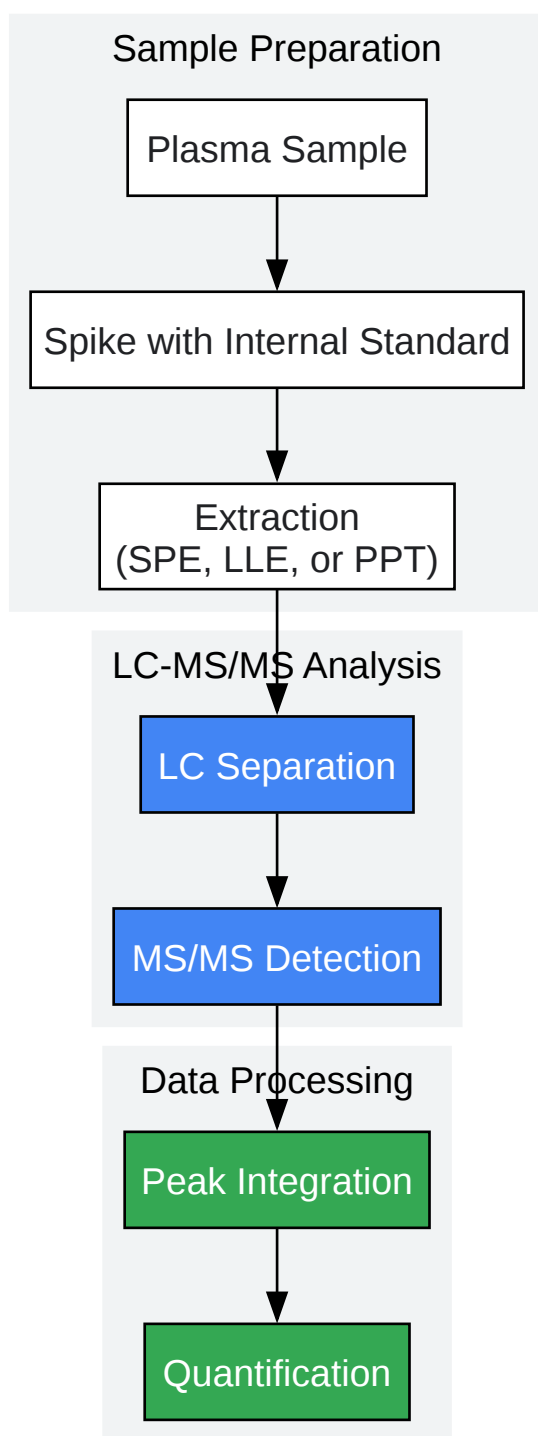 Sample Preparation
Plasma Sample
Spike with Internal Standard
Extraction
(SPE, LLE, or PPT)
LC-MS/MS Analysis
LC Separation
MS/MS Detection
Data Processing
Peak Integration
Quantification